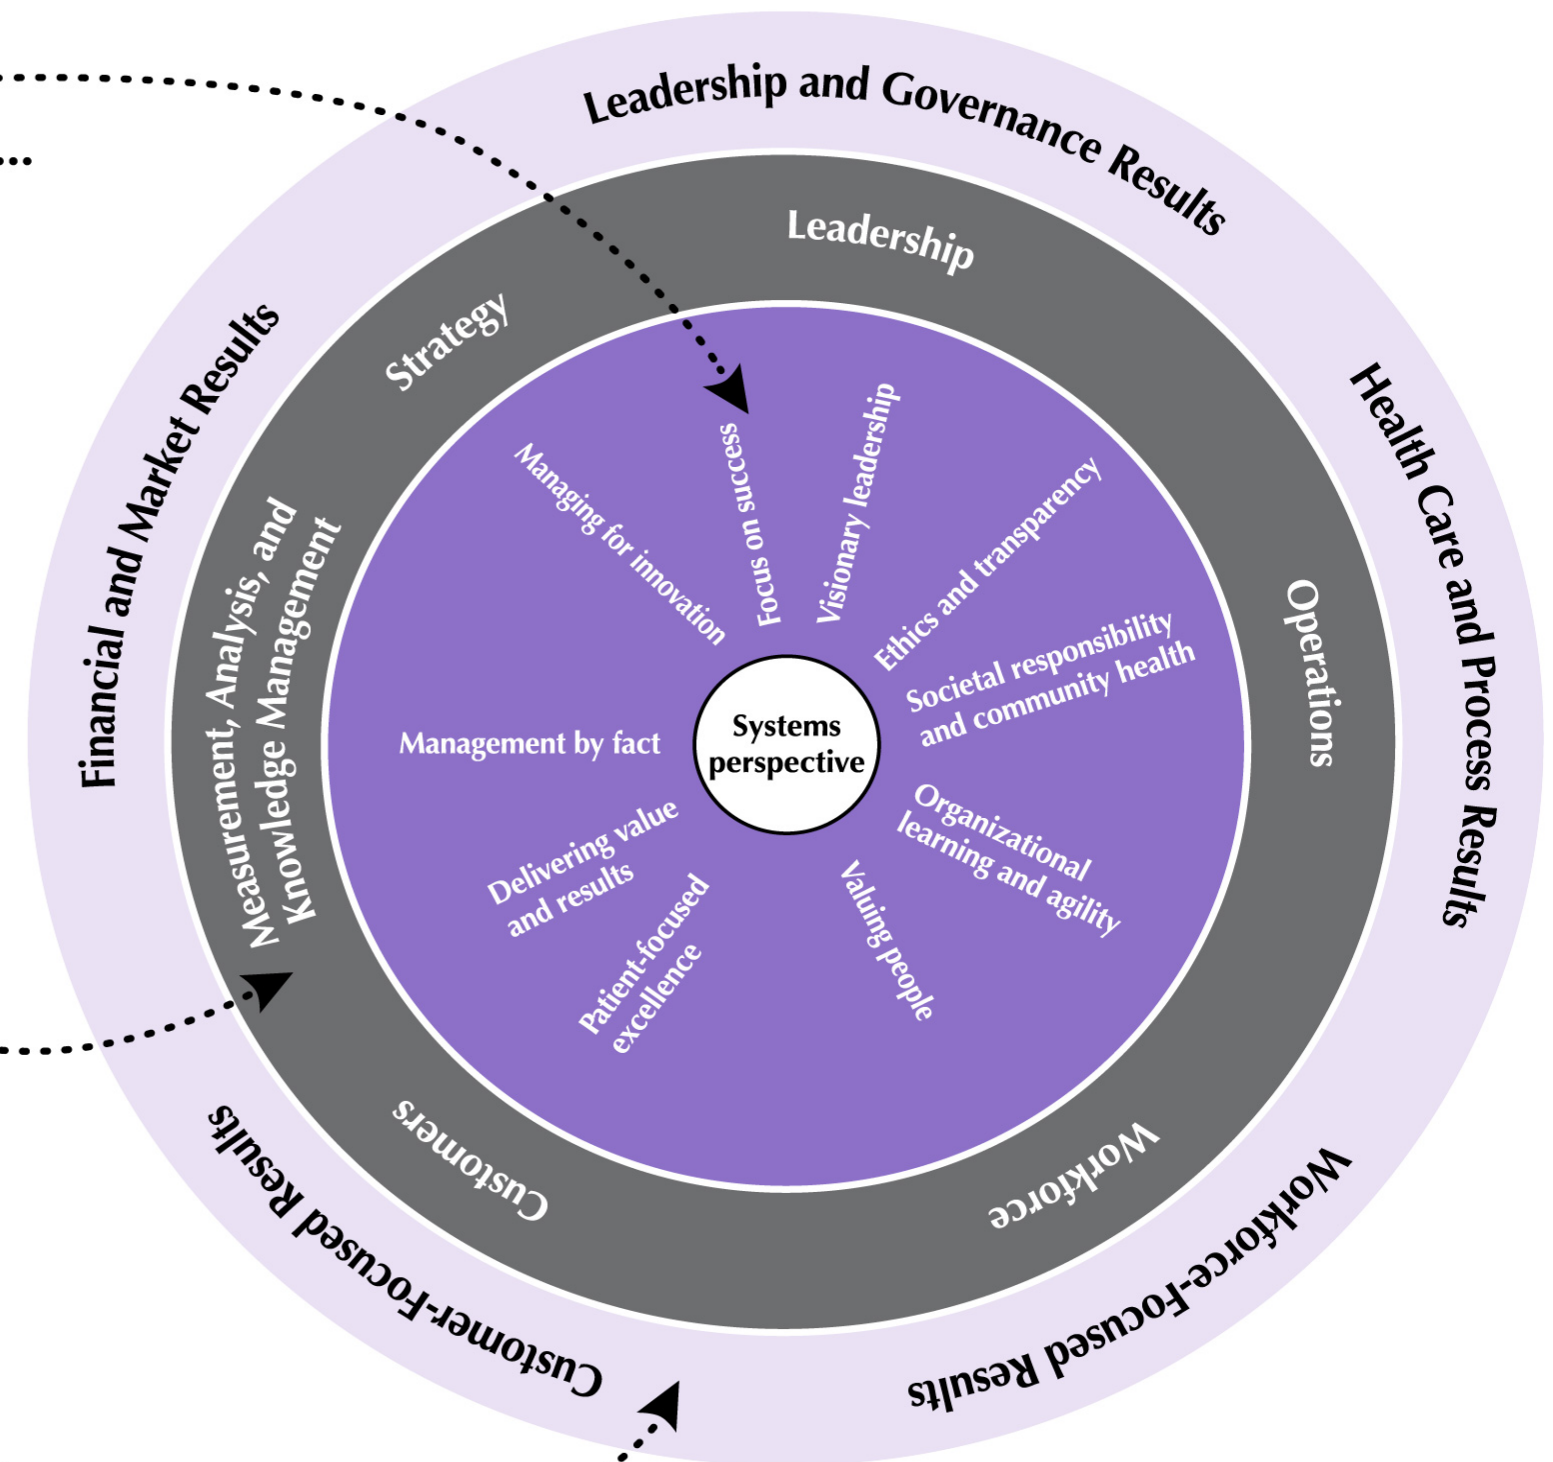 Leadership and Governance Results
Health Care and Process Results
Workforce-Focused Results
Customer-Focused Results
Financial and Market Results
Leadership
Operations
Workforce
Customers
Measurement, Analysis, and
Knowledge Management
Strategy
Focus on success
Visionary leadership
Ethics and transparency
Societal responsibility
and community health
Organizational
learning and agility
Valuing people
Patient-focused
excellence
Delivering value
and results
Management by fact
Managing for innovation
Systems
perspective